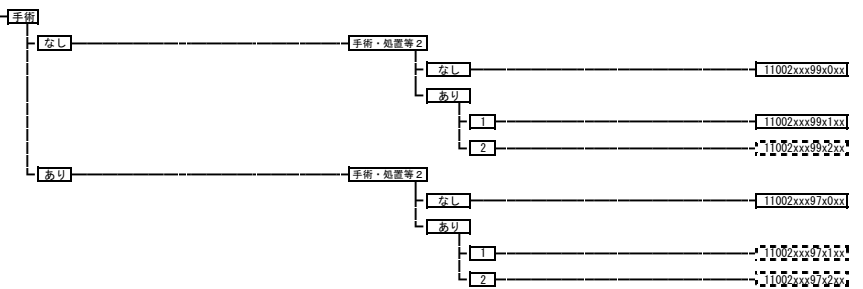 手術
なし 手術・処置等2
なし 11002xxx99x0xx
あり
1 11002xxx99x1xx
2 11002xxx99x2xx
あり 手術・処置等2
なし 11002xxx97x0xx
あり
1 11002xxx97x1xx
2 11002xxx97x2xx